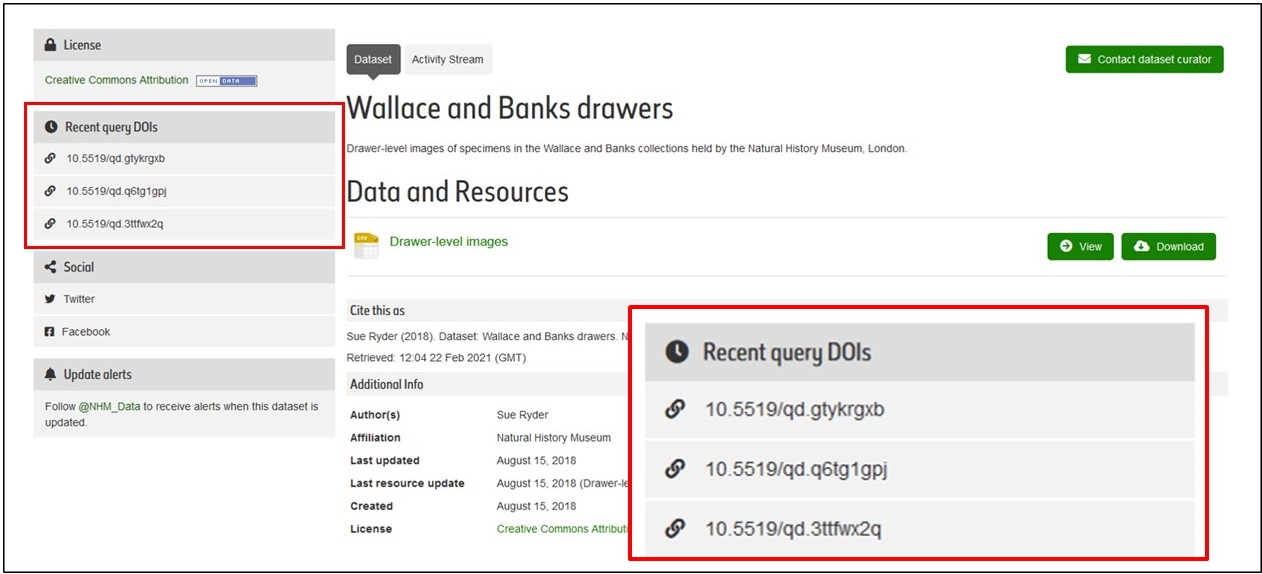 License
Creative Commons Attribution OPEN DATA
Recent query DOIs
10.5519/qd.gtykrgxb
10.5519/qd.q6tg1gpj
10.5519/qd.3ttfwx2q
Social
Twitter
Facebook
Update alerts
Follow @NHM_Data to receive alerts when this dataset is
updated.
Dataset Activity Stream
Contact dataset curator
Wallace and Banks drawers
Drawer-level images of specimens in the Wallace and Banks collections held by the Natural History Museum, London.
Data and Resources
CSV
Drawer-level images
View Download
Cite this as
Sue Ryder (2018). Dataset: Wallace and Banks drawers. N
Retrieved: 12:04 22 Feb 2021 (GMT)
Additional Info
Author(s) Sue Ryder
Affiliation Natural History Museum
Last updated August 15, 2018
Last resource update August 15, 2018 (Drawer-le
Created August 15, 2018
License Creative Commons Attributi
Recent query DOIs
10.5519/qd.gtykrgxb
10.5519/qd.q6tg1gpj
10.5519/qd.3ttfwx2q